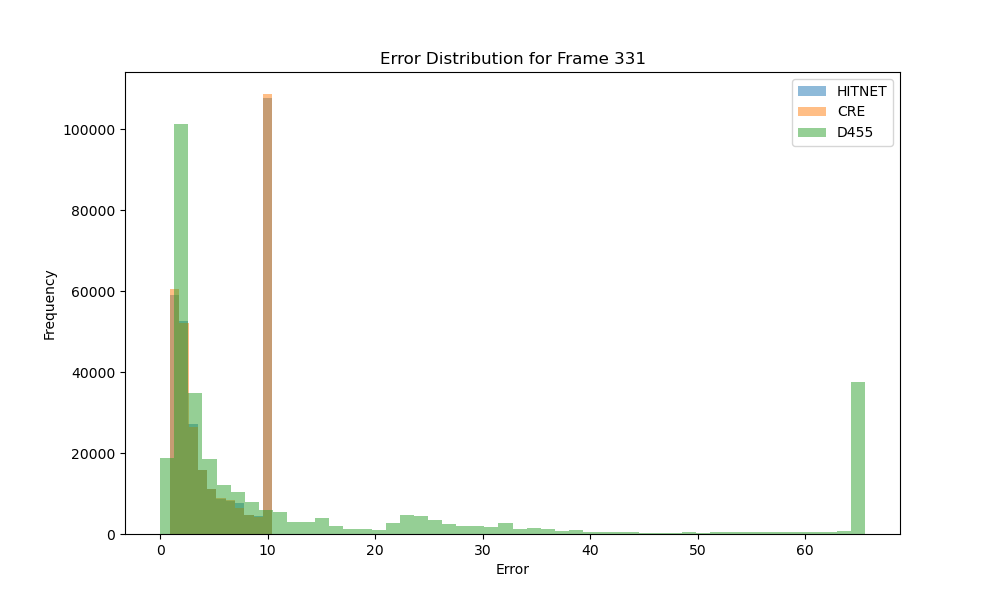 Error Distribution for Frame 331
HITNET
CRE
D455
100000
80000
60000
40000
20000
0
Frequency
0 10 20 30 40 50 60
Error